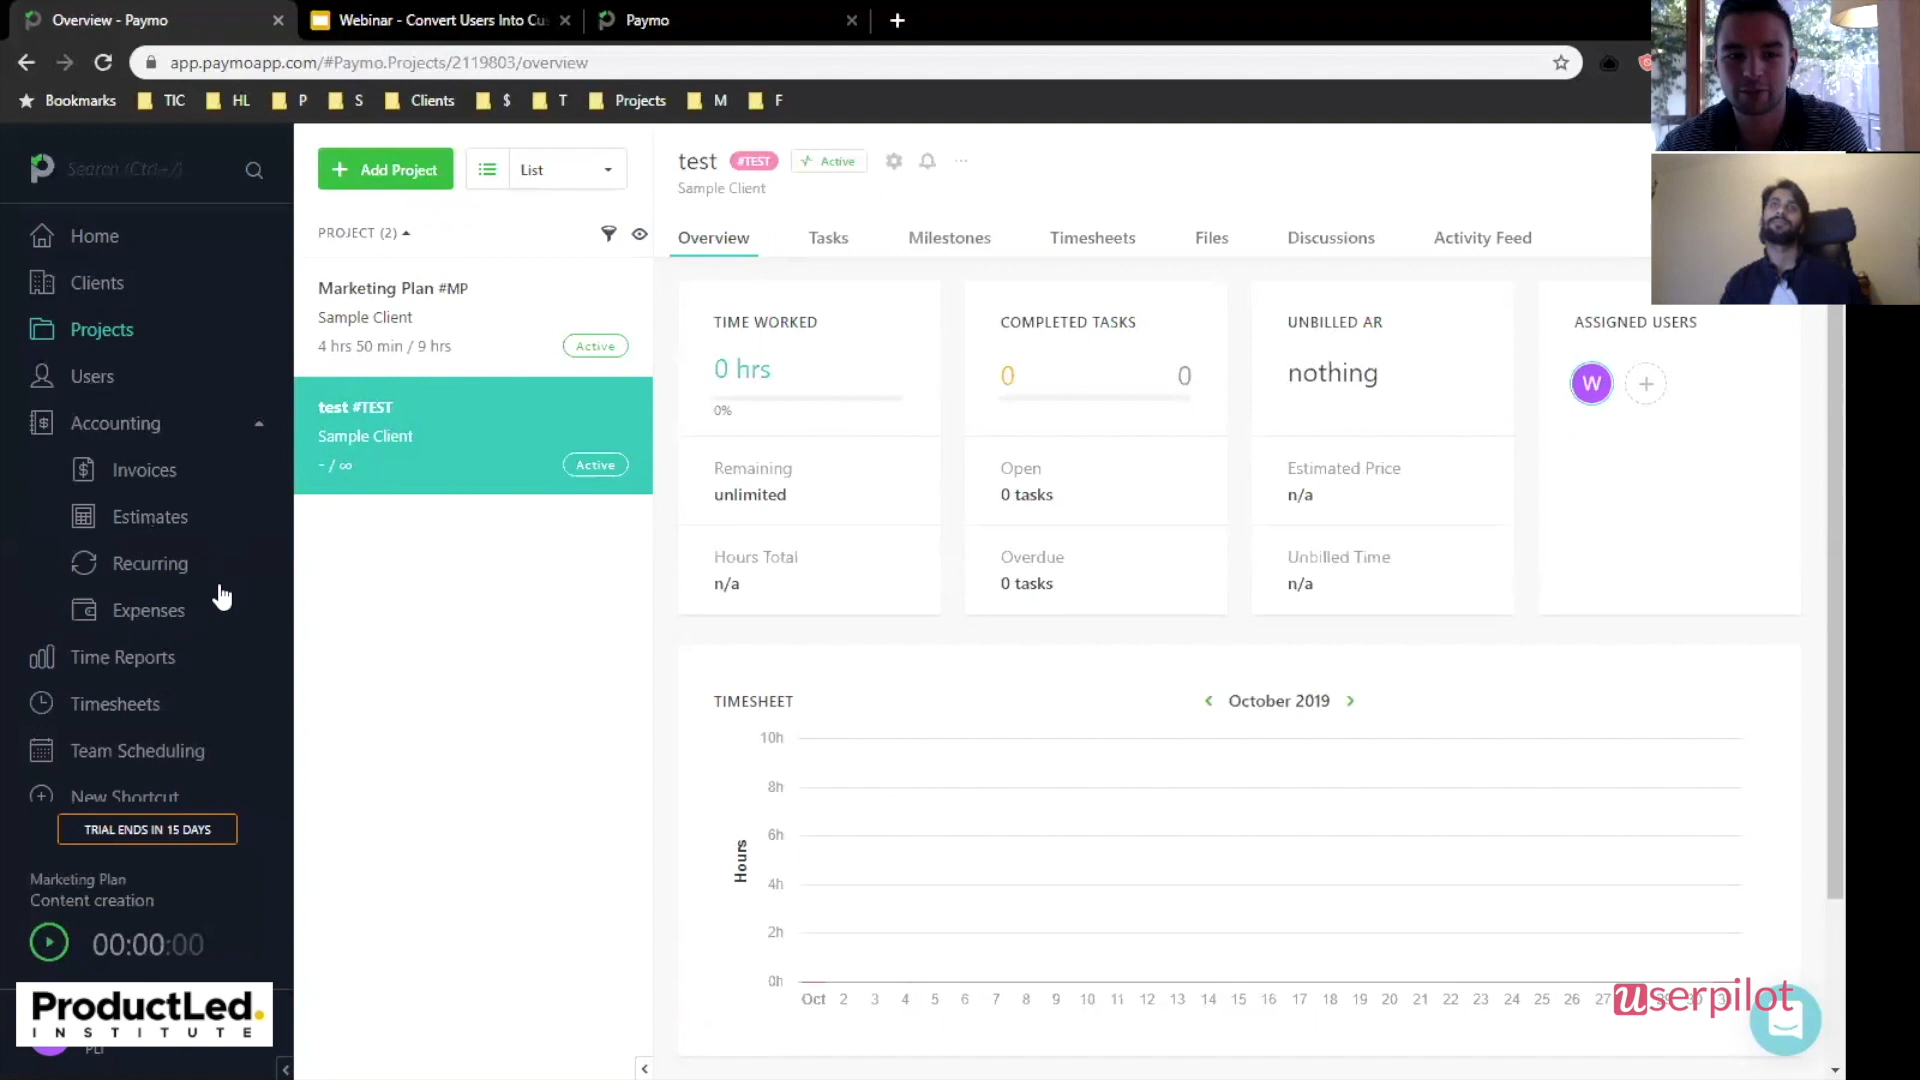 Overview - Paymo
Webinar - Convert Users Into Cu
Paymo
app.paymoapp.com/#Paymo.Projects/2119803/overview
Bookmarks TIC HL P S Clients $ T Projects M F
Search (Ctrl+/)
Home
Clients
Projects
Users
Accounting
Invoices
Estimates
Recurring
Expenses
Time Reports
Timesheets
Team Scheduling
New Shortcut
TRIAL ENDS IN 15 DAYS
Marketing Plan
Content creation
00:00:00
ProductLed.
INSTITUTE
PLI
+ Add Project
List
PROJECT (2)
Marketing Plan #MP
Sample Client
4 hrs 50 min / 9 hrs
Active
test #TEST
Sample Client
- / ∞
Active
test #TEST Active
Sample Client
Overview Tasks Milestones Timesheets Files Discussions Activity Feed
TIME WORKED
0 hrs
0%
Remaining
unlimited
Hours Total
n/a
COMPLETED TASKS
0 0
Open
0 tasks
Overdue
0 tasks
UNBILLED AR
nothing
Estimated Price
n/a
Unbilled Time
n/a
ASSIGNED USERS
W
TIMESHEET
October 2019
Hours
10h
8h
6h
4h
2h
0h
Oct 2 3 4 5 6 7 8 9 10 11 12 13 14 15 16 17 18 19 20 21 22 23 24 25 26 27
userpilot